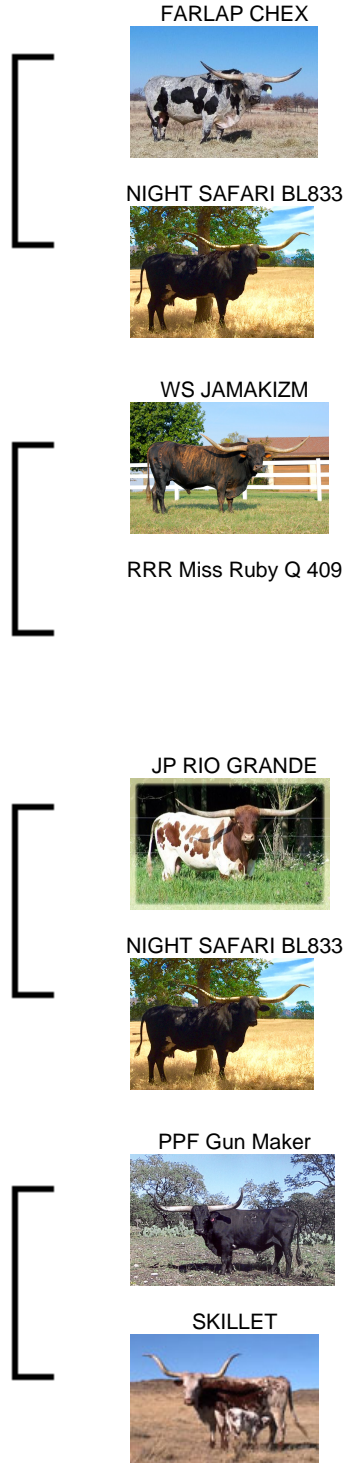 FARLAP CHEX
NIGHT SAFARI BL833
WS JAMAKIZM
RRR Miss Ruby Q 409
JP RIO GRANDE
NIGHT SAFARI BL833
PPF Gun Maker
SKILLET